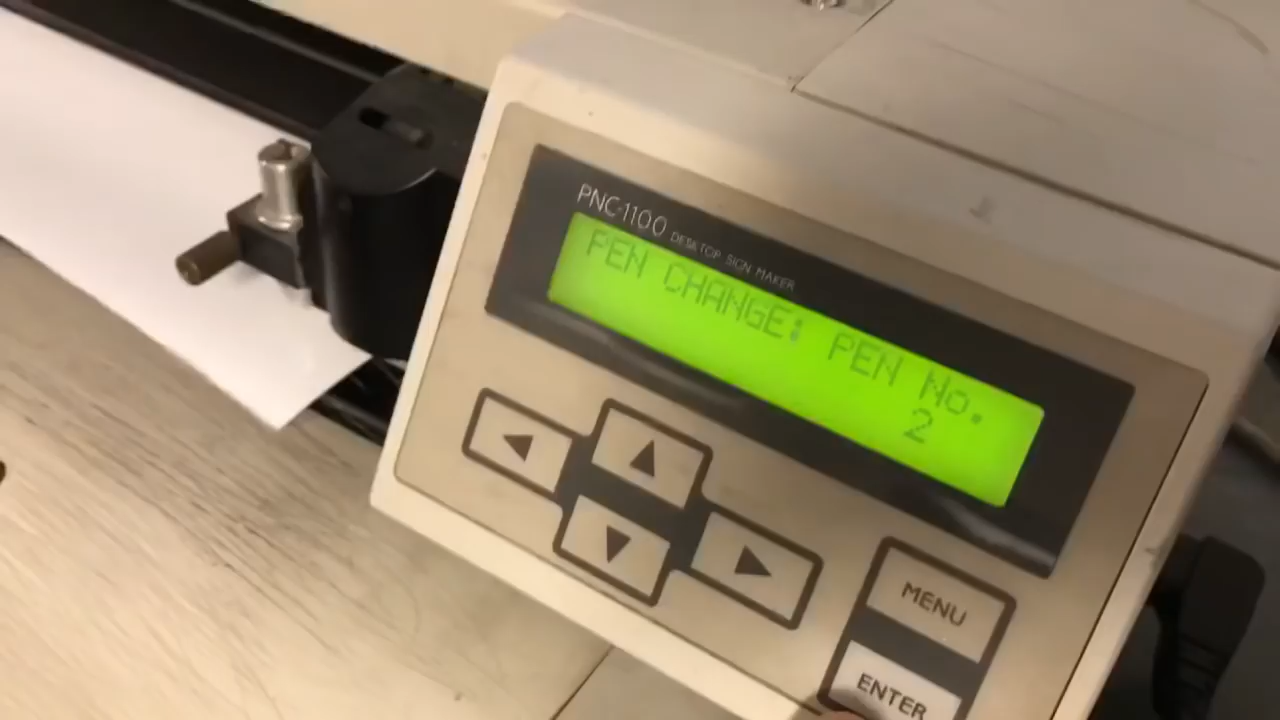 PNC-1100 DESKTOP SIGN MAKER
PEN CHANGE: PEN No.
2
MENU
ENTER